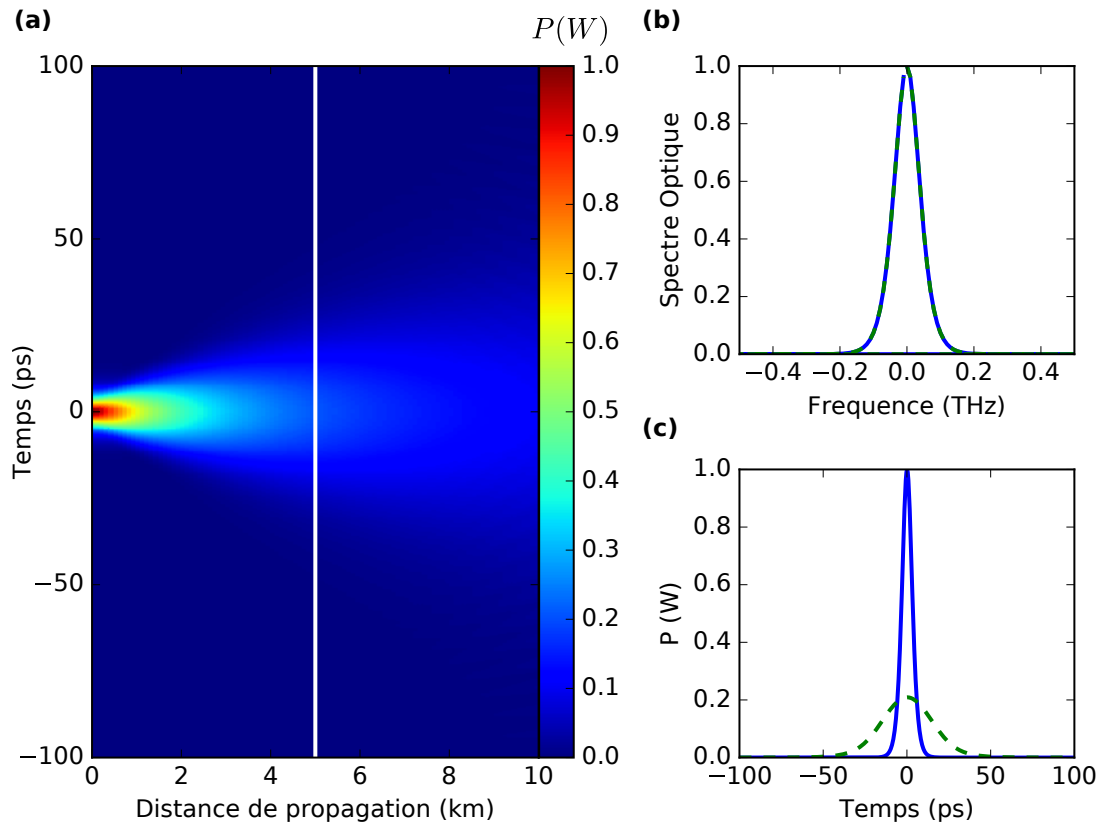 (a)
P(W)
100
50
0
−50
−100
Temps (ps)
0 2 4 6 8 10
Distance de propagation (km)
1.0
0.9
0.8
0.7
0.6
0.5
0.4
0.3
0.2
0.1
0.0
(b)
1.0
0.8
0.6
0.4
0.2
0.0
Spectre Optique
−0.4 −0.2 0.0 0.2 0.4
Frequence (THz)
(c)
1.0
0.8
0.6
0.4
0.2
0.0
P (W)
−100 −50 0 50 100
Temps (ps)